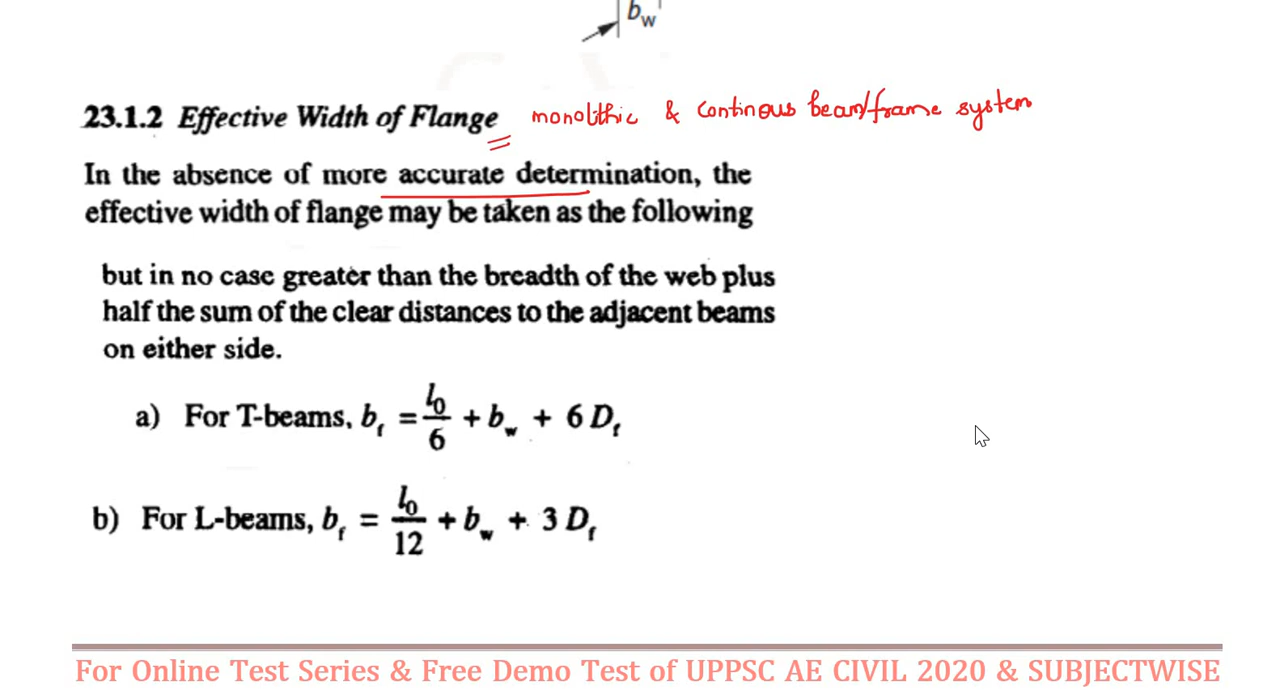 bw
23.1.2 Effective Width of Flange monolithic & continous beam/frame system
In the absence of more accurate determination, the
effective width of flange may be taken as the following
but in no case greater than the breadth of the web plus
half the sum of the clear distances to the adjacent beams
on either side.
a) For T-beams, bf = l0/6 + bw + 6 Df
b) For L-beams, bf = l0/12 + bw + 3 Df
For Online Test Series & Free Demo Test of UPPSC AE CIVIL 2020 & SUBJECTWISE